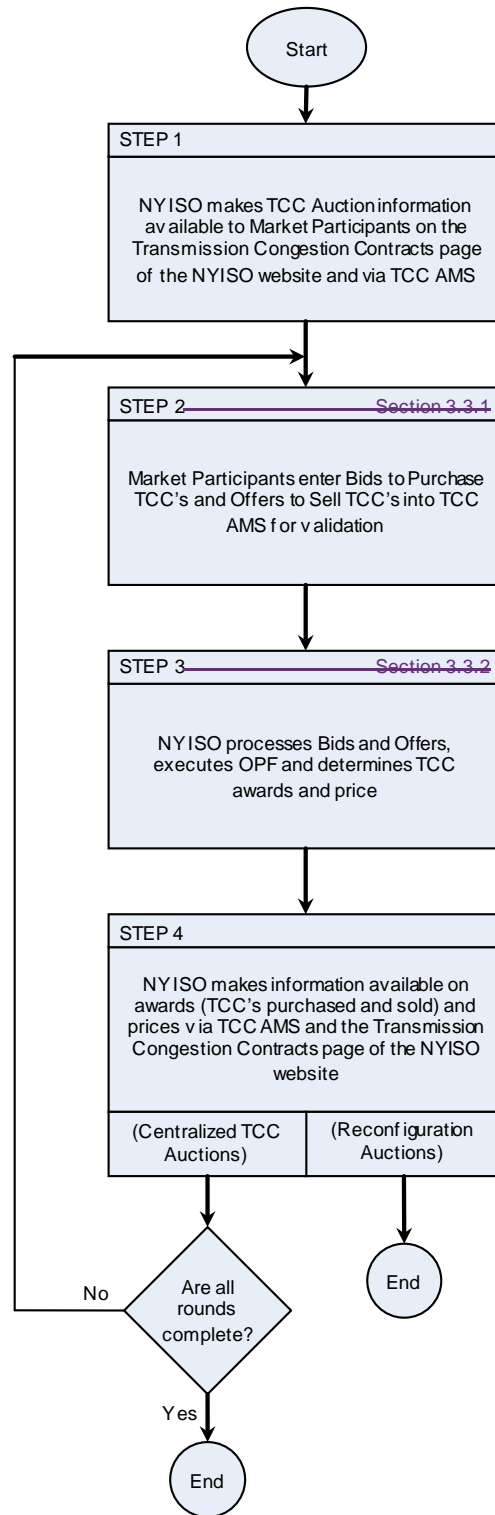 Start
STEP 1
NYISO makes TCC Auction information
available to Market Participants on the
Transmission Congestion Contracts page
of the NYISO website and via TCC AMS
STEP 2 Section 3.3.1
Market Participants enter Bids to Purchase
TCC's and Offers to Sell TCC's into TCC
AMS for validation
STEP 3 Section 3.3.2
NYISO processes Bids and Offers,
executes OPF and determines TCC
awards and price
STEP 4
NYISO makes information available on
awards (TCC's purchased and sold) and
prices via TCC AMS and the Transmission
Congestion Contracts page of the NYISO
website
(Centralized TCC
Auctions)
(Reconfiguration
Auctions)
Are all
rounds
complete?
No
End
Yes
End